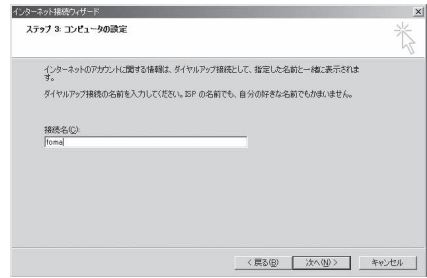 インターネット接続ウィザード
ステップ 3: コンピュータの設定
インターネットのアカウントに関する情報は、ダイヤルアップ接続として、指定した名前と一緒に表示されま
す。
ダイヤルアップ接続の名前を入力してください。ISP の名前でも、自分の好きな名前でもかまいません。
接続名(C):
foma
< 戻る(B)
次へ(N) >
キャンセル